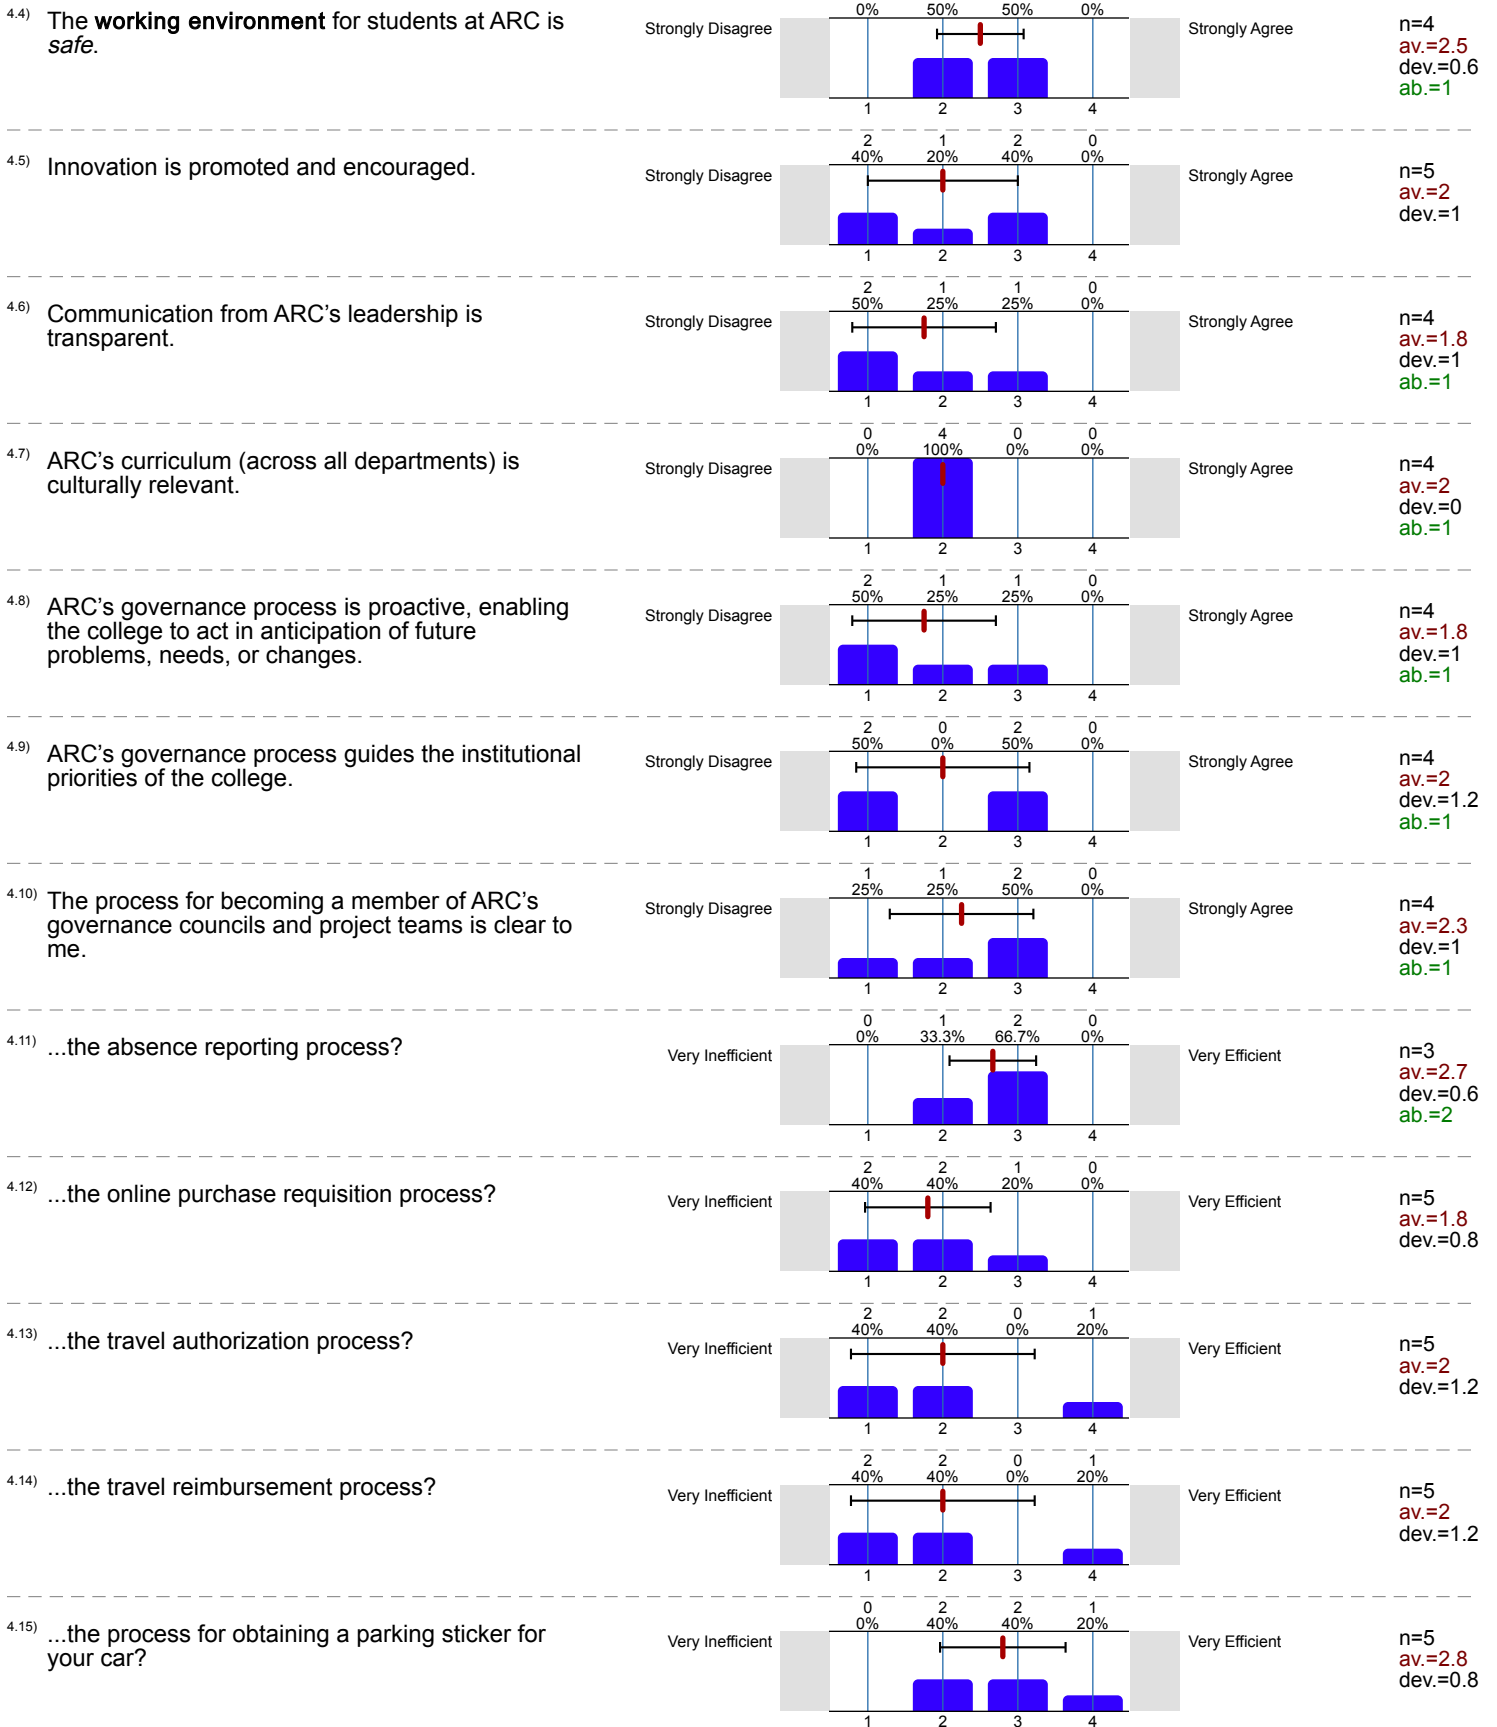 0% 50% 50% 0%
4.4) The working environment for students at ARC is
safe.
Strongly Disagree
Strongly Agree
n=4
av.=2.5
dev.=0.6
ab.=1
1 2 3 4
2 1 2 0
40% 20% 40% 0%
4.5) Innovation is promoted and encouraged.
Strongly Disagree
Strongly Agree
n=5
av.=2
dev.=1
1 2 3 4
2 1 1 0
50% 25% 25% 0%
4.6) Communication from ARC’s leadership is
transparent.
Strongly Disagree
Strongly Agree
n=4
av.=1.8
dev.=1
ab.=1
1 2 3 4
0 4 0 0
0% 100% 0% 0%
4.7) ARC’s curriculum (across all departments) is
culturally relevant.
Strongly Disagree
Strongly Agree
n=4
av.=2
dev.=0
ab.=1
1 2 3 4
2 1 1 0
50% 25% 25% 0%
4.8) ARC’s governance process is proactive, enabling
the college to act in anticipation of future
problems, needs, or changes.
Strongly Disagree
Strongly Agree
n=4
av.=1.8
dev.=1
ab.=1
1 2 3 4
2 0 2 0
50% 0% 50% 0%
4.9) ARC’s governance process guides the institutional
priorities of the college.
Strongly Disagree
Strongly Agree
n=4
av.=2
dev.=1.2
ab.=1
1 2 3 4
1 1 2 0
25% 25% 50% 0%
4.10) The process for becoming a member of ARC’s
governance councils and project teams is clear to
me.
Strongly Disagree
Strongly Agree
n=4
av.=2.3
dev.=1
ab.=1
1 2 3 4
0 1 2 0
0% 33.3% 66.7% 0%
4.11) ...the absence reporting process?
Very Inefficient
Very Efficient
n=3
av.=2.7
dev.=0.6
ab.=2
1 2 3 4
2 2 1 0
40% 40% 20% 0%
4.12) ...the online purchase requisition process?
Very Inefficient
Very Efficient
n=5
av.=1.8
dev.=0.8
1 2 3 4
2 2 0 1
40% 40% 0% 20%
4.13) ...the travel authorization process?
Very Inefficient
Very Efficient
n=5
av.=2
dev.=1.2
1 2 3 4
2 2 0 1
40% 40% 0% 20%
4.14) ...the travel reimbursement process?
Very Inefficient
Very Efficient
n=5
av.=2
dev.=1.2
1 2 3 4
0 2 2 1
0% 40% 40% 20%
4.15) ...the process for obtaining a parking sticker for
your car?
Very Inefficient
Very Efficient
n=5
av.=2.8
dev.=0.8
1 2 3 4